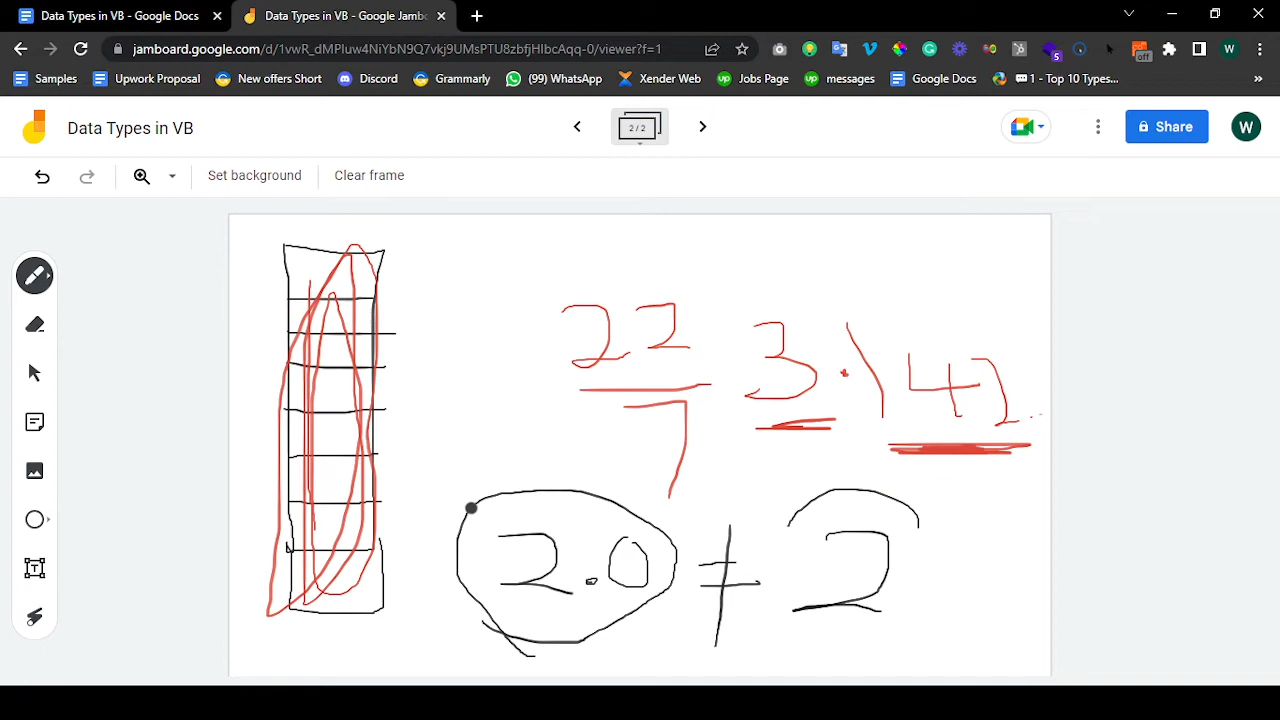 Data Types in VB - Google Docs
Data Types in VB - Google Jamb
jamboard.google.com/d/1vwR_dMPIuw4NiYbN9Q7vkj9UMsPTU8zbfjHIbcAqq-0/viewer?f=1
5
off
W
Samples
Upwork Proposal
New offers Short
Discord
Grammarly
(99) WhatsApp
Xender Web
Jobs Page
messages
Google Docs
1 - Top 10 Types...
»
Data Types in VB
2 / 2
Share
W
Set background
Clear frame
22
7
3.142..
2.0 ≠ 2